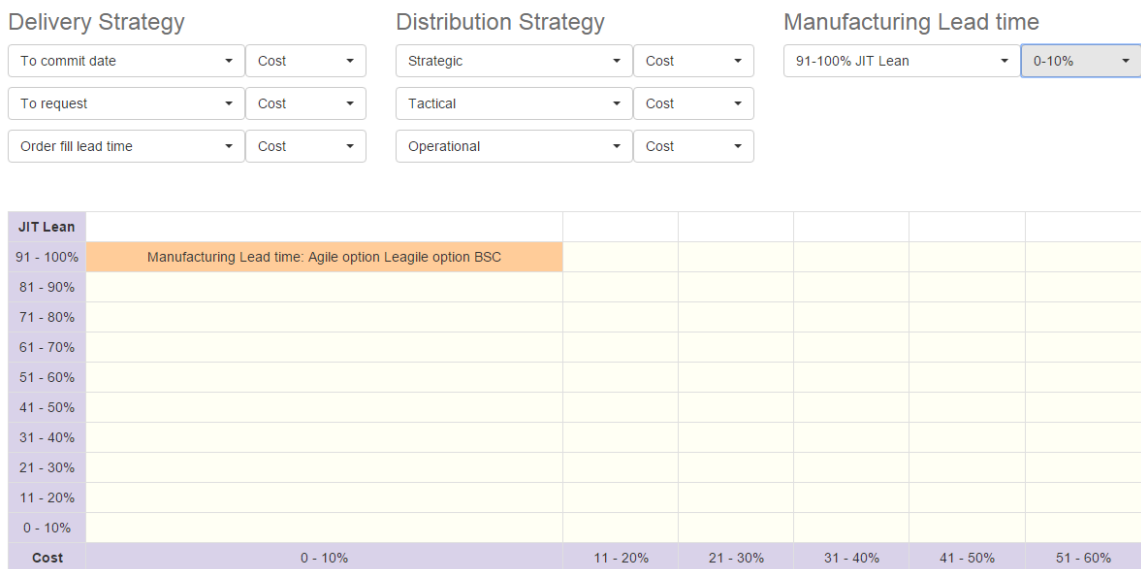 Delivery Strategy Distribution Strategy Manufacturing Lead time
To commit date Cost Strategic Cost 91-100% JIT Lean 0-10%
To request Cost Tactical Cost
Order fill lead time Cost Operational Cost
JIT Lean
91 - 100% Manufacturing Lead time: Agile option Leagile option BSC
81 - 90%
71 - 80%
61 - 70%
51 - 60%
41 - 50%
31 - 40%
21 - 30%
11 - 20%
0 - 10%
Cost 0 - 10% 11 - 20% 21 - 30% 31 - 40% 41 - 50% 51 - 60%